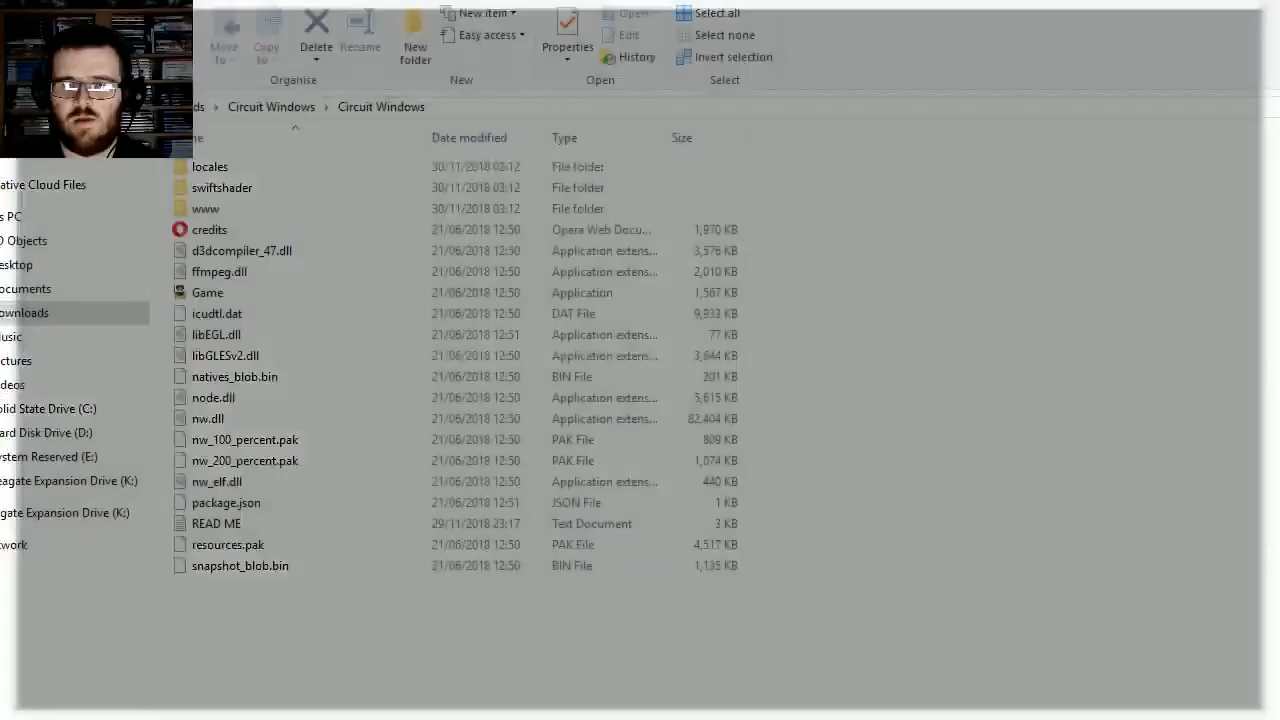 Move to
Copy to
Delete
Rename
New folder
New item
Easy access
Properties
Open
Edit
History
Select all
Select none
Invert selection
Organise
New
Open
Select
ds › Circuit Windows › Circuit Windows
ne Date modified Type Size
locales 30/11/2018 03:12 File folder
swiftshader 30/11/2018 03:12 File folder
www 30/11/2018 03:12 File folder
credits 21/06/2018 12:50 Opera Web Docu... 1,970 KB
d3dcompiler_47.dll 21/06/2018 12:50 Application extens... 3,576 KB
ffmpeg.dll 21/06/2018 12:50 Application extens... 2,010 KB
Game 21/06/2018 12:50 Application 1,567 KB
icudtl.dat 21/06/2018 12:50 DAT File 9,933 KB
libEGL.dll 21/06/2018 12:51 Application extens... 77 KB
libGLESv2.dll 21/06/2018 12:50 Application extens... 3,644 KB
natives_blob.bin 21/06/2018 12:50 BIN File 201 KB
node.dll 21/06/2018 12:50 Application extens... 5,615 KB
nw.dll 21/06/2018 12:50 Application extens... 82,404 KB
nw_100_percent.pak 21/06/2018 12:50 PAK File 809 KB
nw_200_percent.pak 21/06/2018 12:50 PAK File 1,074 KB
nw_elf.dll 21/06/2018 12:50 Application extens... 440 KB
package.json 21/06/2018 12:51 JSON File 1 KB
READ ME 29/11/2018 23:17 Text Document 3 KB
resources.pak 21/06/2018 12:50 PAK File 4,517 KB
snapshot_blob.bin 21/06/2018 12:50 BIN File 1,135 KB
ative Cloud Files
s PC
D Objects
esktop
ocuments
ownloads
usic
ctures
deos
olid State Drive (C:)
ard Disk Drive (D:)
ystem Reserved (E:)
eagate Expansion Drive (K:)
gate Expansion Drive (K:)
twork